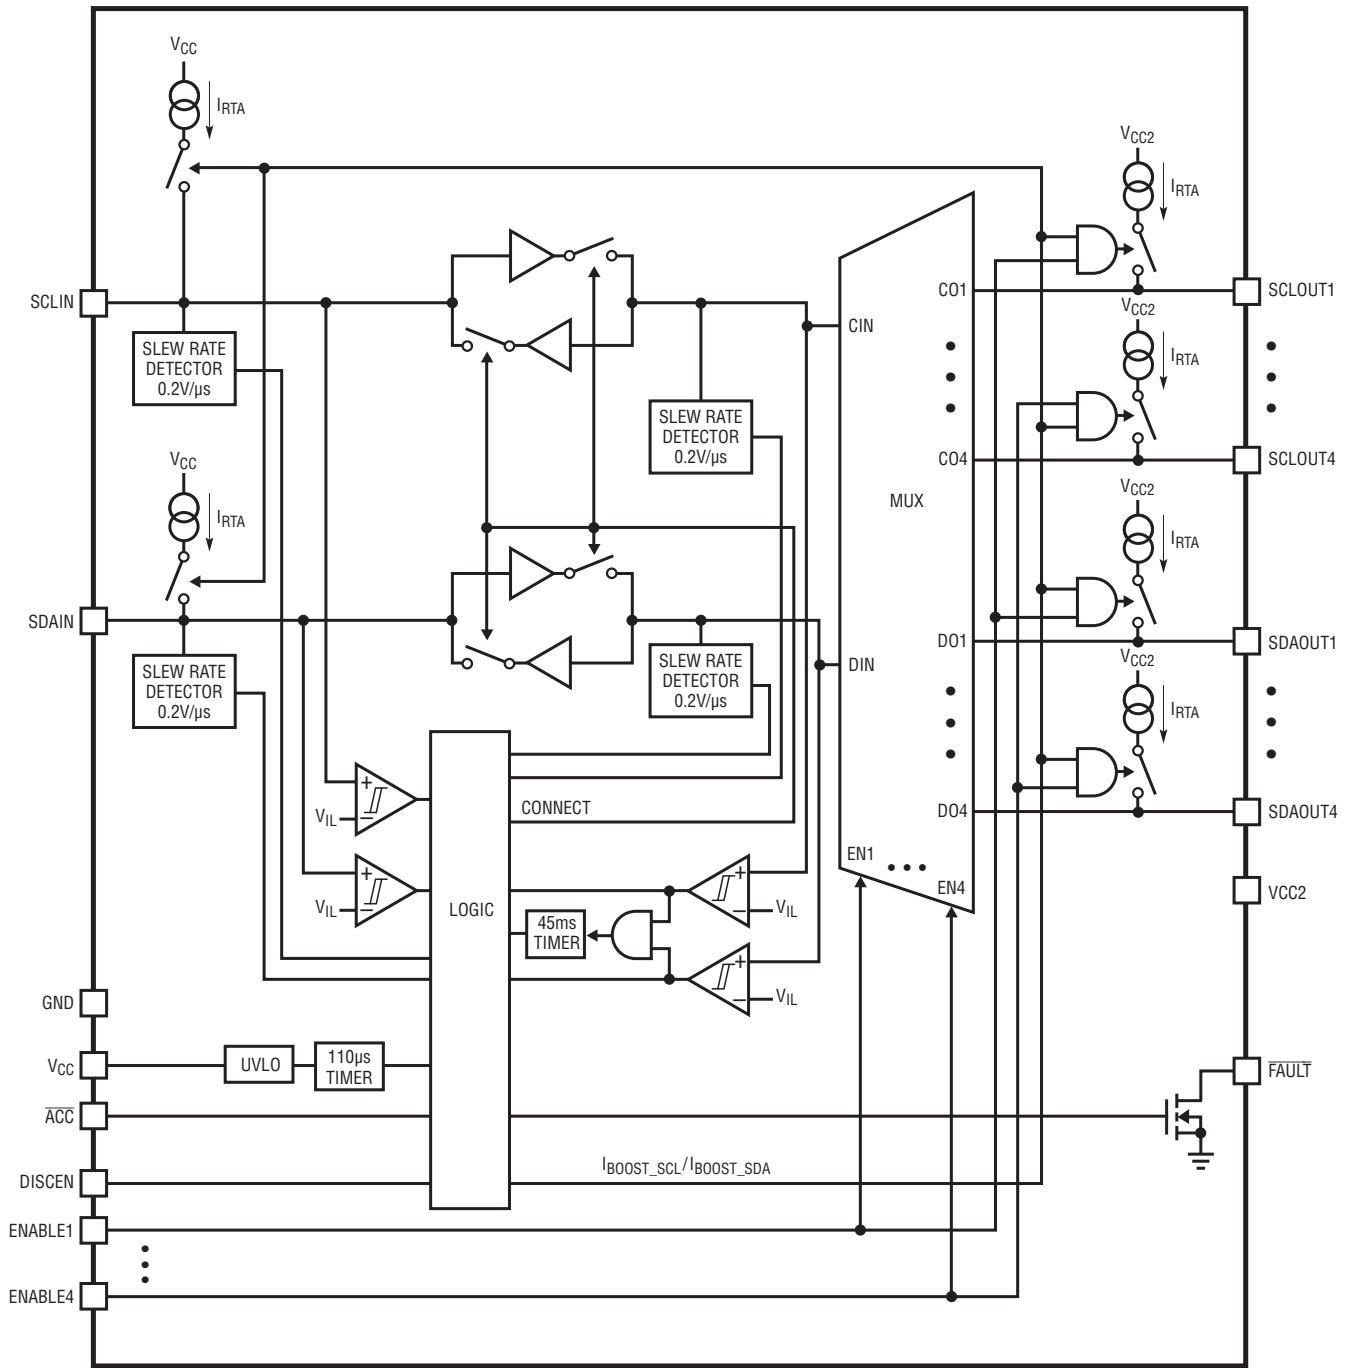 VCC
IRTA
VCC2
IRTA
SCLIN
CO1
SCLOUT1
CIN
VCC2
IRTA
SLEW RATE
DETECTOR
0.2V/µs
SLEW RATE
DETECTOR
0.2V/µs
CO4
SCLOUT4
VCC
IRTA
MUX
VCC2
IRTA
SDAIN
DO1
SDAOUT1
DIN
VCC2
IRTA
SLEW RATE
DETECTOR
0.2V/µs
SLEW RATE
DETECTOR
0.2V/µs
+
VIL
–
CONNECT
DO4
SDAOUT4
EN1
EN4
+
VIL
–
LOGIC
+
–
VIL
VCC2
45ms
TIMER
+
–
VIL
GND
VCC
UVLO
110µs
TIMER
FAULT
ACC
DISCEN
IBOOST_SCL/IBOOST_SDA
ENABLE1
ENABLE4